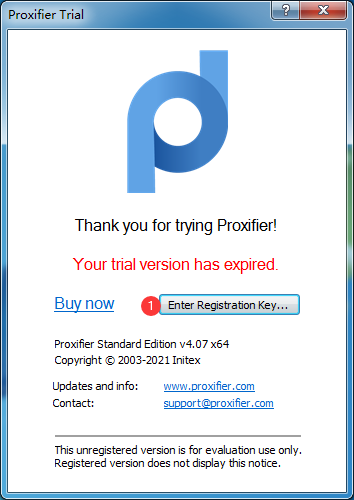 Proxifier Trial
Thank you for trying Proxifier!
Your trial version has expired.
Buy now
1
Enter Registration Key...
Proxifier Standard Edition v4.07 x64
Copyright © 2003-2021 Initex
Updates and info: www.proxifier.com
Contact: support@proxifier.com
This unregistered version is for evaluation use only.
Registered version does not display this notice.